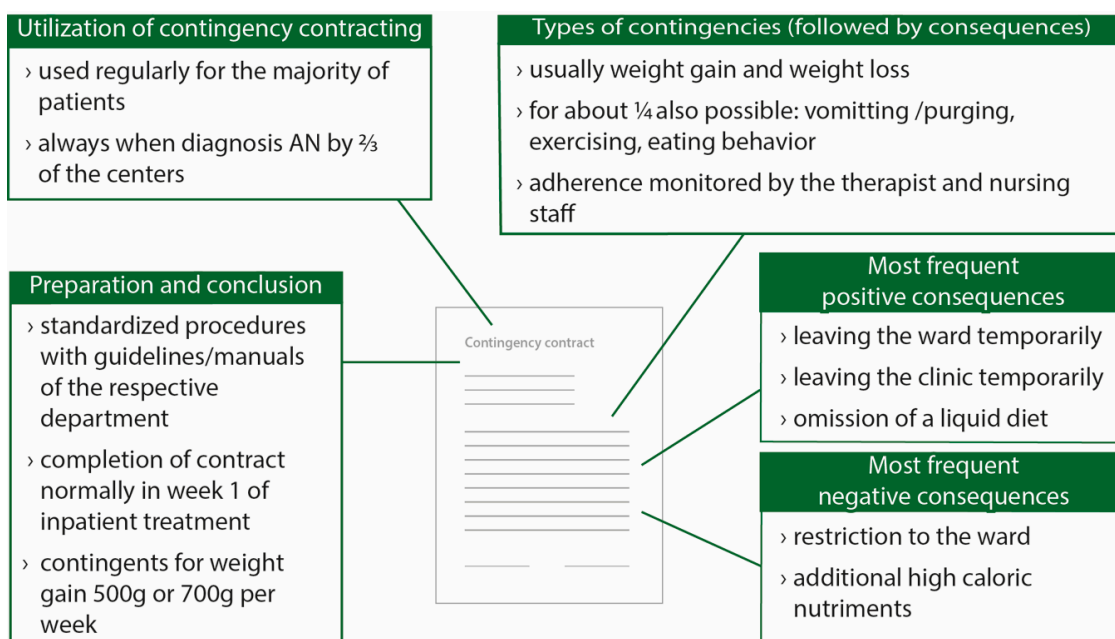 Utilization of contingency contracting
› used regularly for the majority of
patients
› always when diagnosis AN by ⅔
of the centers
Types of contingencies (followed by consequences)
› usually weight gain and weight loss
› for about ¼ also possible: vomitting /purging,
exercising, eating behavior
› adherence monitored by the therapist and nursing
staff
Preparation and conclusion
› standardized procedures
with guidelines/manuals
of the respective
department
› completion of contract
normally in week 1 of
inpatient treatment
› contingents for weight
gain 500g or 700g per
week
Contingency contract
Most frequent
positive consequences
› leaving the ward temporarily
› leaving the clinic temporarily
› omission of a liquid diet
Most frequent
negative consequences
› restriction to the ward
› additional high caloric
nutriments